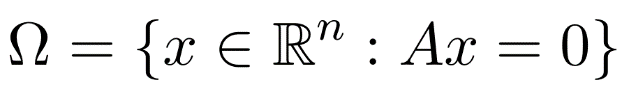 Ω = {x ∈ ℝⁿ : Ax = 0}